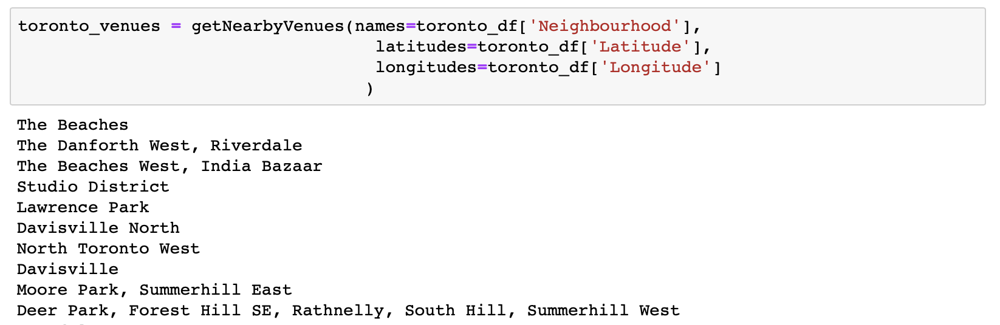 toronto_venues = getNearbyVenues(names=toronto_df['Neighbourhood'],
latitudes=toronto_df['Latitude'],
longitudes=toronto_df['Longitude']
)
The Beaches
The Danforth West, Riverdale
The Beaches West, India Bazaar
Studio District
Lawrence Park
Davisville North
North Toronto West
Davisville
Moore Park, Summerhill East
Deer Park, Forest Hill SE, Rathnelly, South Hill, Summerhill West